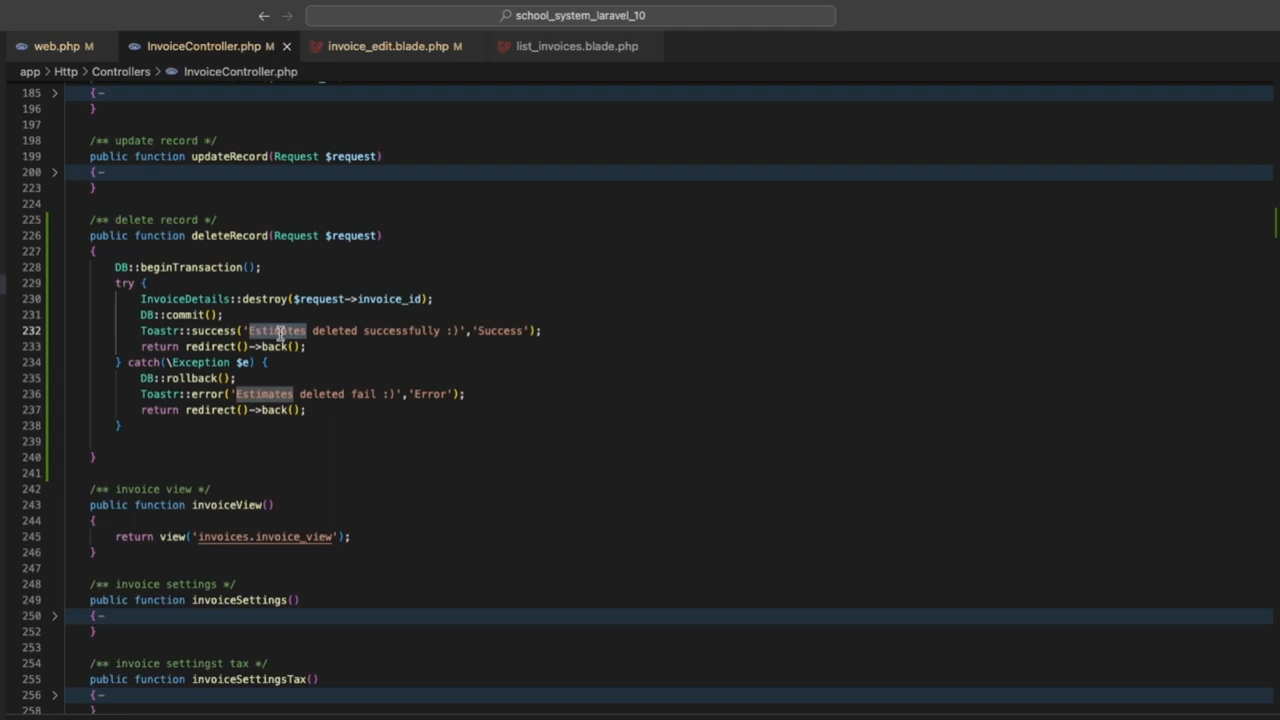 school_system_laravel_10
web.php M InvoiceController.php M invoice_edit.blade.php M list_invoices.blade.php
app > Http > Controllers > InvoiceController.php
185 {
196 }
197
198 /** update record */
199 public function updateRecord(Request $request)
200 {
223 }
224
225 /** delete record */
226 public function deleteRecord(Request $request)
227 {
228 DB::beginTransaction();
229 try {
230 InvoiceDetails::destroy($request->invoice_id);
231 DB::commit();
232 Toastr::success('Estimates deleted successfully :)','Success');
233 return redirect()->back();
234 } catch(\Exception $e) {
235 DB::rollback();
236 Toastr::error('Estimates deleted fail :)','Error');
237 return redirect()->back();
238 }
239
240 }
241
242 /** invoice view */
243 public function invoiceView()
244 {
245 return view('invoices.invoice_view');
246 }
247
248 /** invoice settings */
249 public function invoiceSettings()
250 {
252 }
253
254 /** invoice settingst tax */
255 public function invoiceSettingsTax()
256 {
258 }